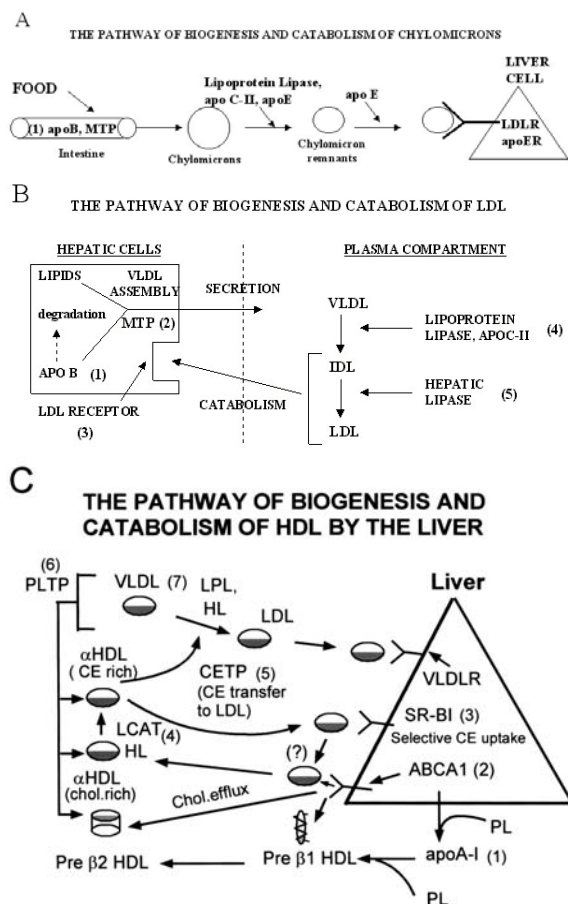 A
THE PATHWAY OF BIOGENESIS AND CATABOLISM OF CHYLOMICRONS
FOOD
(1) apoB, MTP
Intestine
Chylomicrons
Lipoprotein Lipase,
apo C-II, apoE
Chylomicron
remnants
apo E
LIVER
CELL
LDLR
apoER
B
THE PATHWAY OF BIOGENESIS AND CATABOLISM OF LDL
HEPATIC CELLS
LIPIDS
VLDL
ASSEMBLY
degradation
MTP (2)
APO B (1)
LDL RECEPTOR
(3)
SECRETION
CATABOLISM
PLASMA COMPARTMENT
VLDL
LIPOPROTEIN
LIPASE, APOC-II
(4)
IDL
HEPATIC
LIPASE
(5)
LDL
C
THE PATHWAY OF BIOGENESIS AND
CATABOLISM OF HDL BY THE LIVER
(6)
PLTP
VLDL (7)
LPL,
HL
LDL
Liver
VLDLR
αHDL
( CE rich)
CETP (5)
(CE transfer
to LDL)
SR-BI (3)
Selective CE uptake
LCAT(4)
HL
(?)
ABCA1 (2)
αHDL
(chol.rich)
Chol.efflux
PL
apoA-I (1)
Pre β1 HDL
Pre β2 HDL
PL